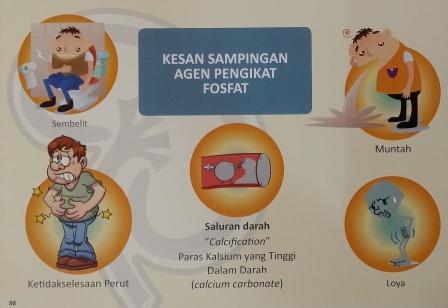 KESAN SAMPINGAN
AGEN PENGIKAT
FOSFAT
Sembelit
Muntah
Saluran darah
"Calcification"
Paras Kalsium yang Tinggi
Dalam Darah
(calcium carbonate)
Ketidakselesaan Perut
Loya
88